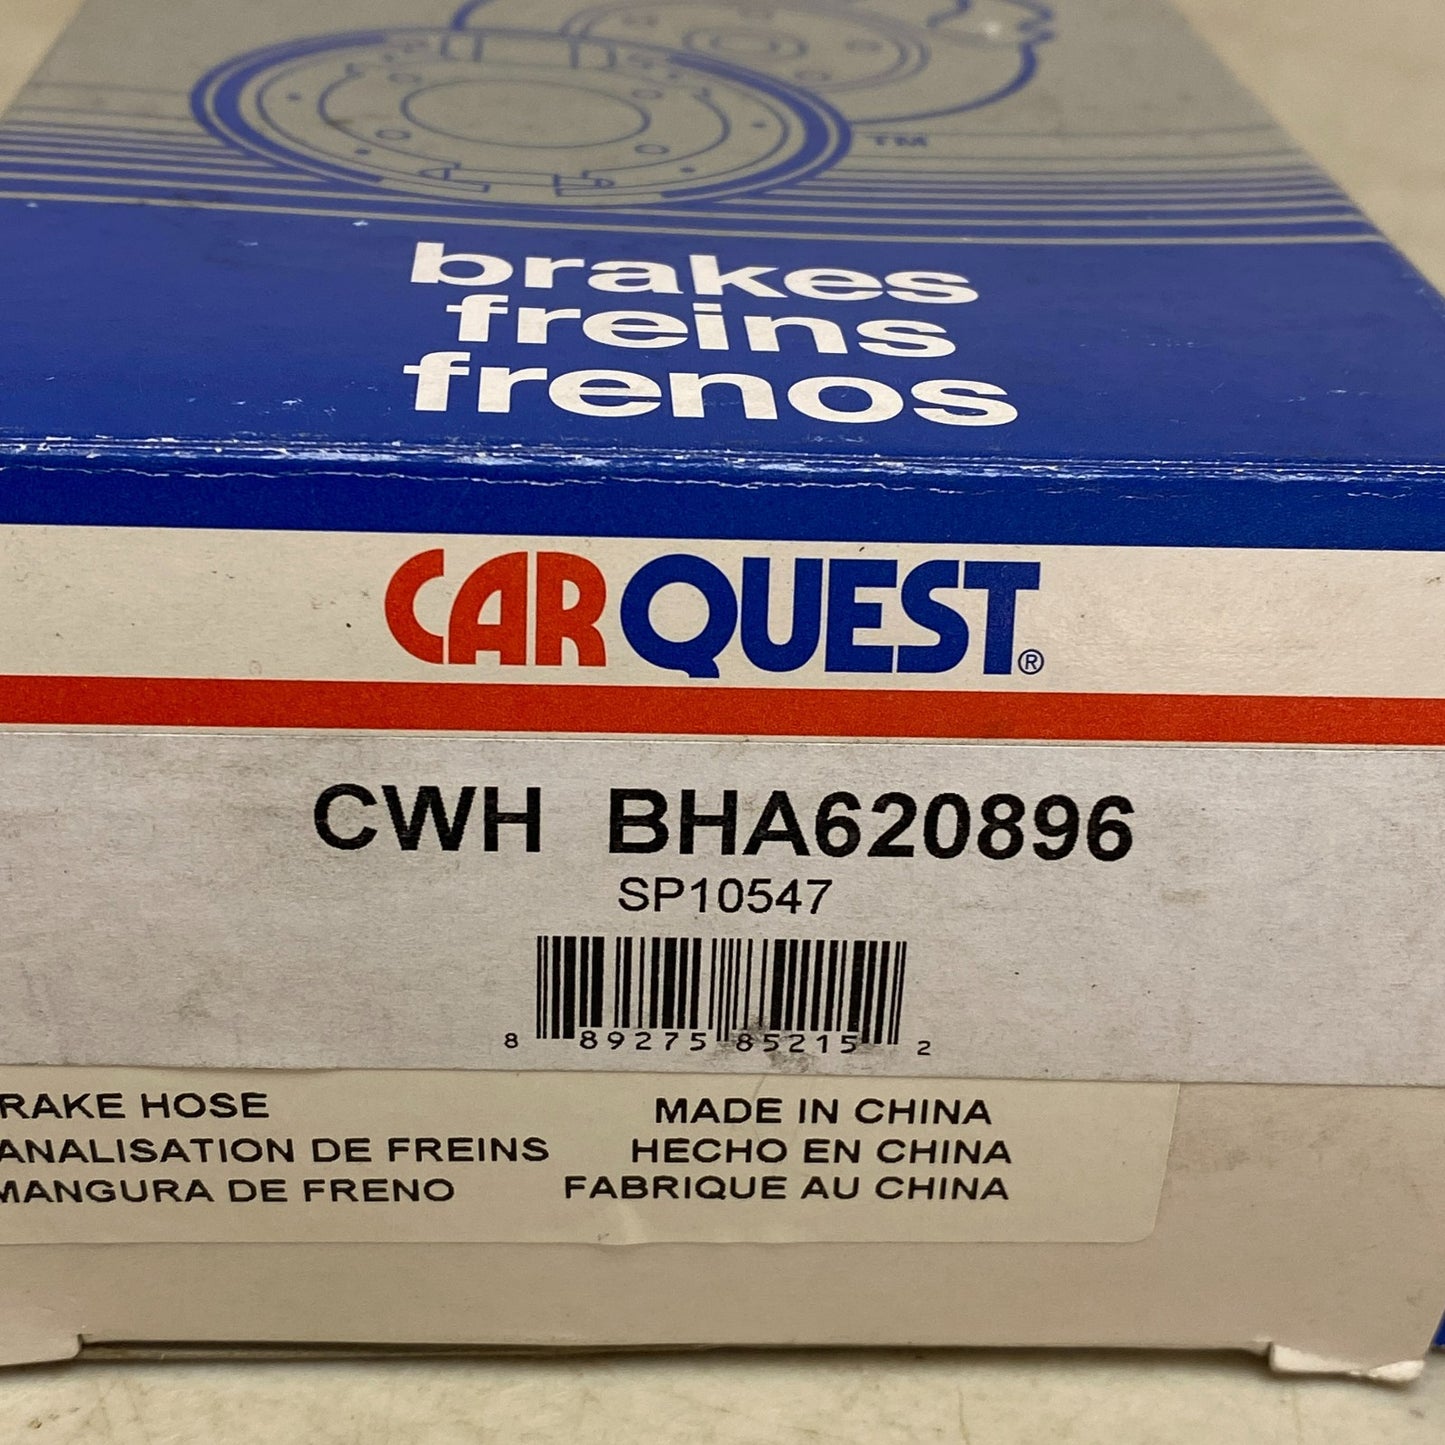 TM
brakes
freins
frenos
CARQUEST®
CWH BHA620896
SP10547
8 89275 85215 2
RAKE HOSE
ANALISATION DE FREINS
MANGURA DE FRENO
MADE IN CHINA
HECHO EN CHINA
FABRIQUE AU CHINA